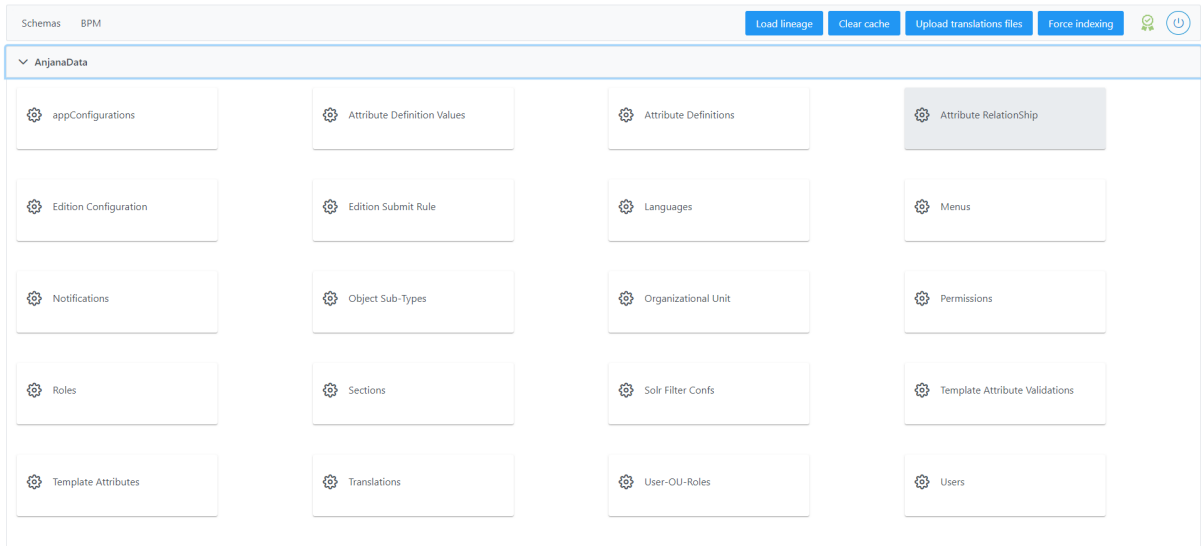 Schemas BPM Load lineage Clear cache Upload translations files Force indexing
AnjanaData
appConfigurations Attribute Definition Values Attribute Definitions Attribute RelationShip
Edition Configuration Edition Submit Rule Languages Menus
Notifications Object Sub-Types Organizational Unit Permissions
Roles Sections Solr Filter Confs Template Attribute Validations
Template Attributes Translations User-OU-Roles Users